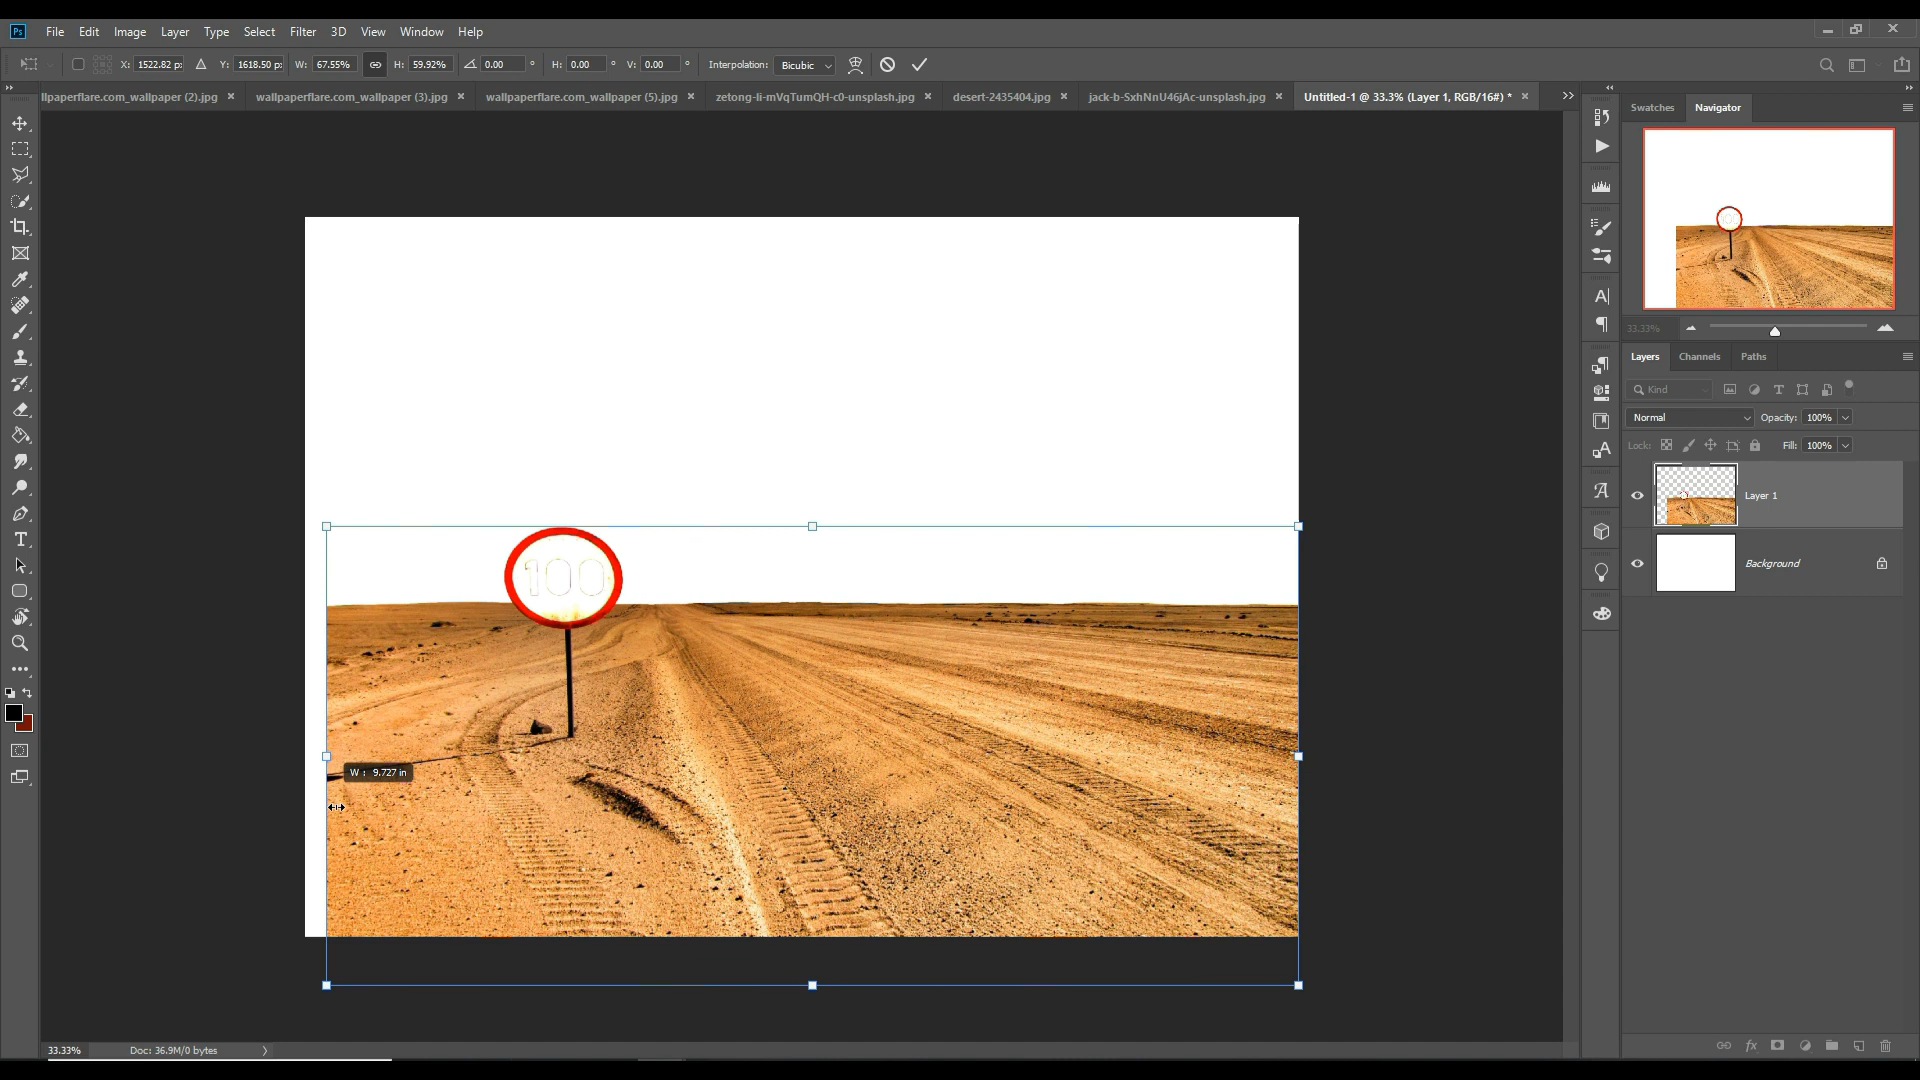 Ps File Edit Image Layer Type Select Filter 3D View Window Help
X: 1522.82 px Y: 1618.50 px W: 67.55% H: 59.92% 0.00 ° H: 0.00 ° V: 0.00 ° Interpolation: Bicubic
llpaperflare.com_wallpaper (2).jpg × wallpaperflare.com_wallpaper (3).jpg × wallpaperflare.com_wallpaper (5).jpg × zetong-li-mVqTumQH-c0-unsplash.jpg × desert-2435404.jpg × jack-b-SxhNnU46jAc-unsplash.jpg × Untitled-1 @ 33.3% (Layer 1, RGB/16#) * ×
Swatches Navigator
33.33%
Layers Channels Paths
Kind
Normal Opacity: 100%
Lock: Fill: 100%
Layer 1
Background
100
W : 9.727 in
33.33% Doc: 36.9M/0 bytes